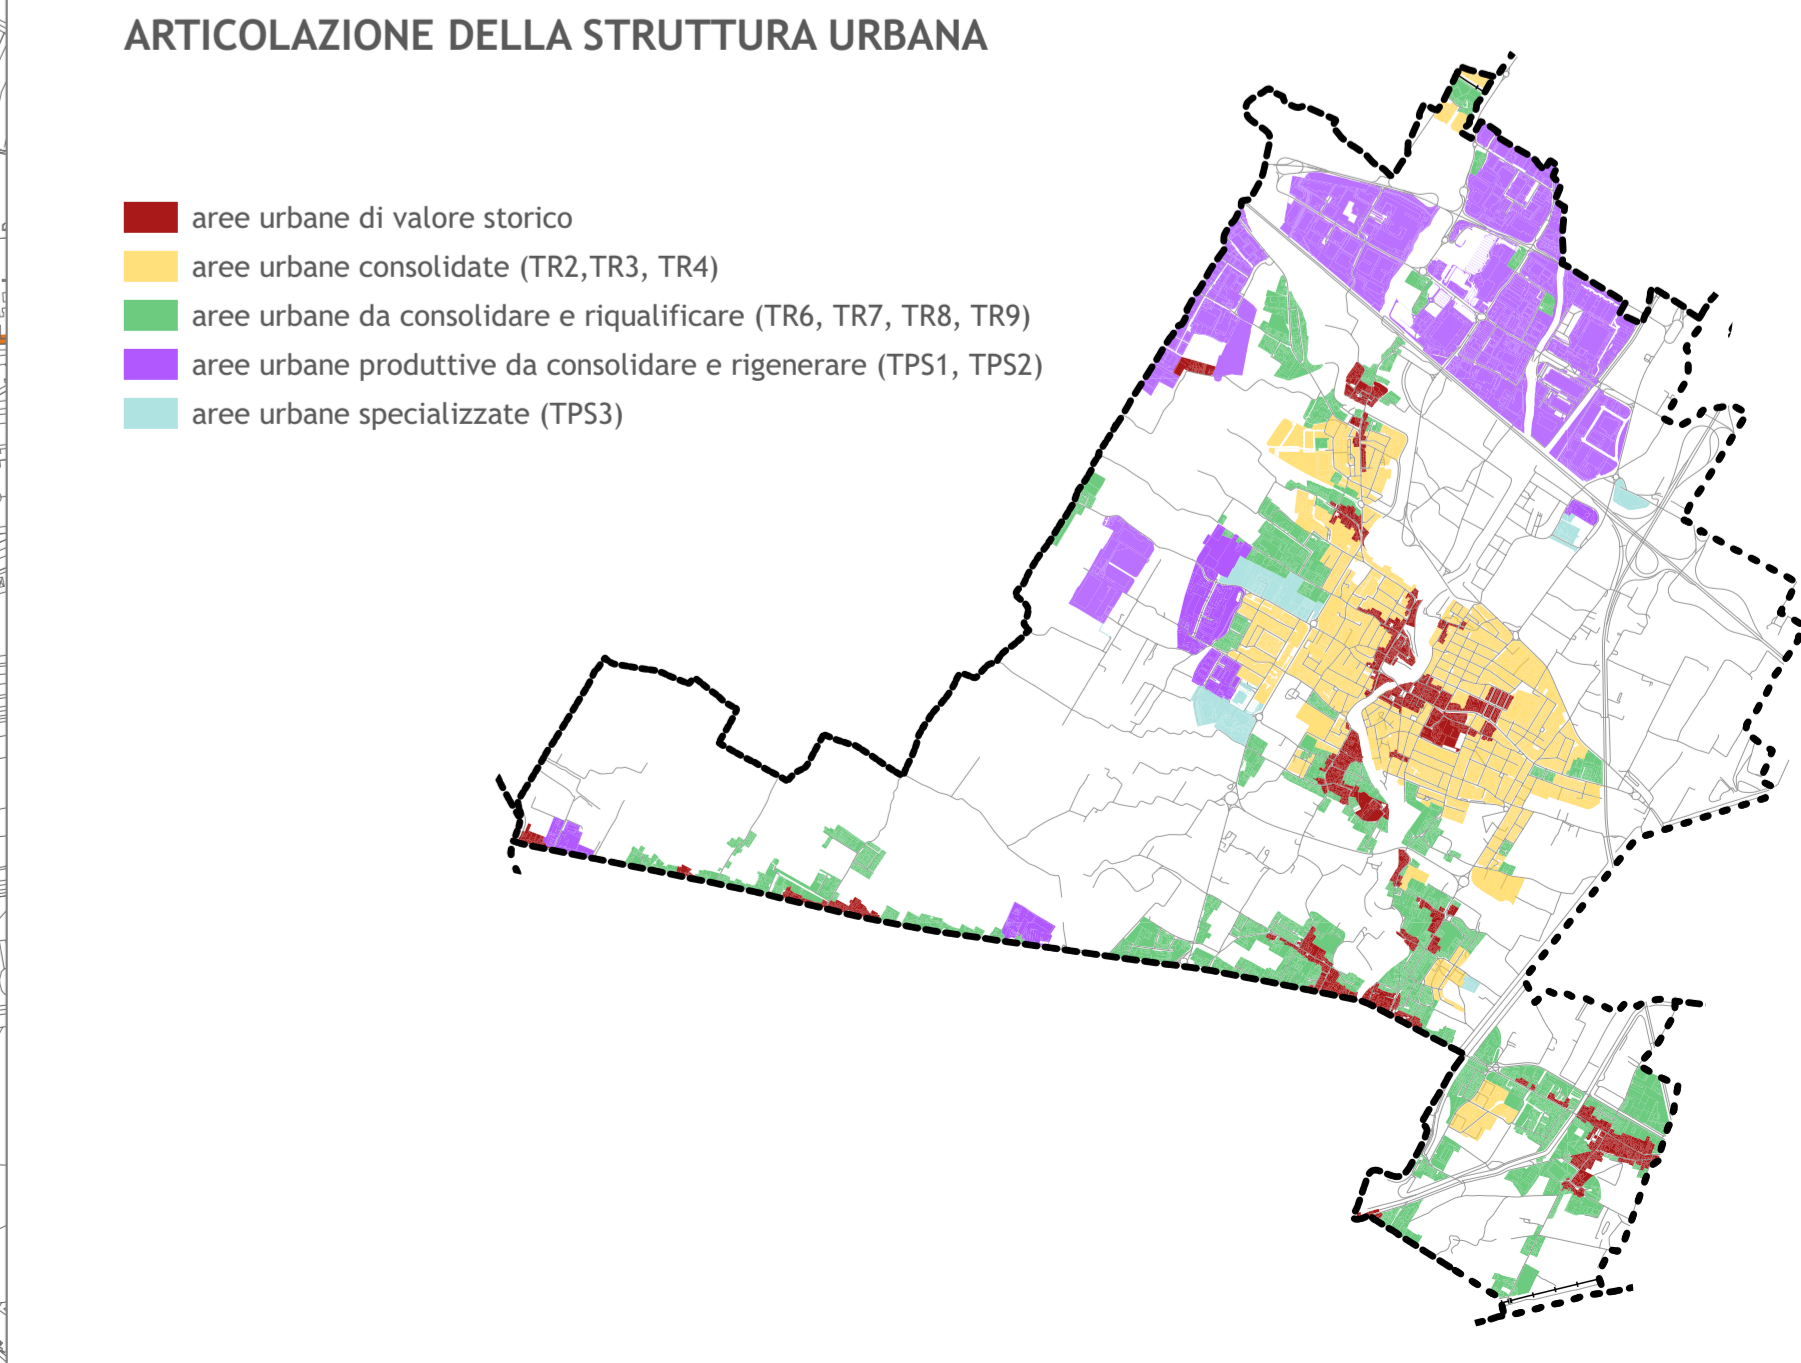 ARTICOLAZIONE DELLA STRUTTURA URBANA
aree urbane di valore storico
aree urbane consolidate (TR2,TR3, TR4)
aree urbane da consolidare e riqualificare (TR6, TR7, TR8, TR9)
aree urbane produttive da consolidare e rigenerare (TPS1, TPS2)
aree urbane specializzate (TPS3)